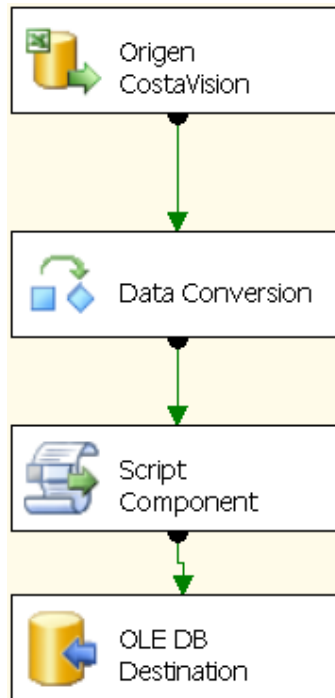 Origen
CostaVision
Data Conversion
Script
Component
OLE DB
Destination